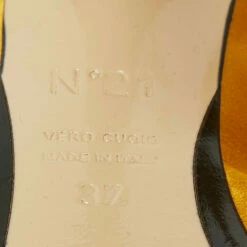 N°21
VERO CUOIO
MADE IN ITALY
37